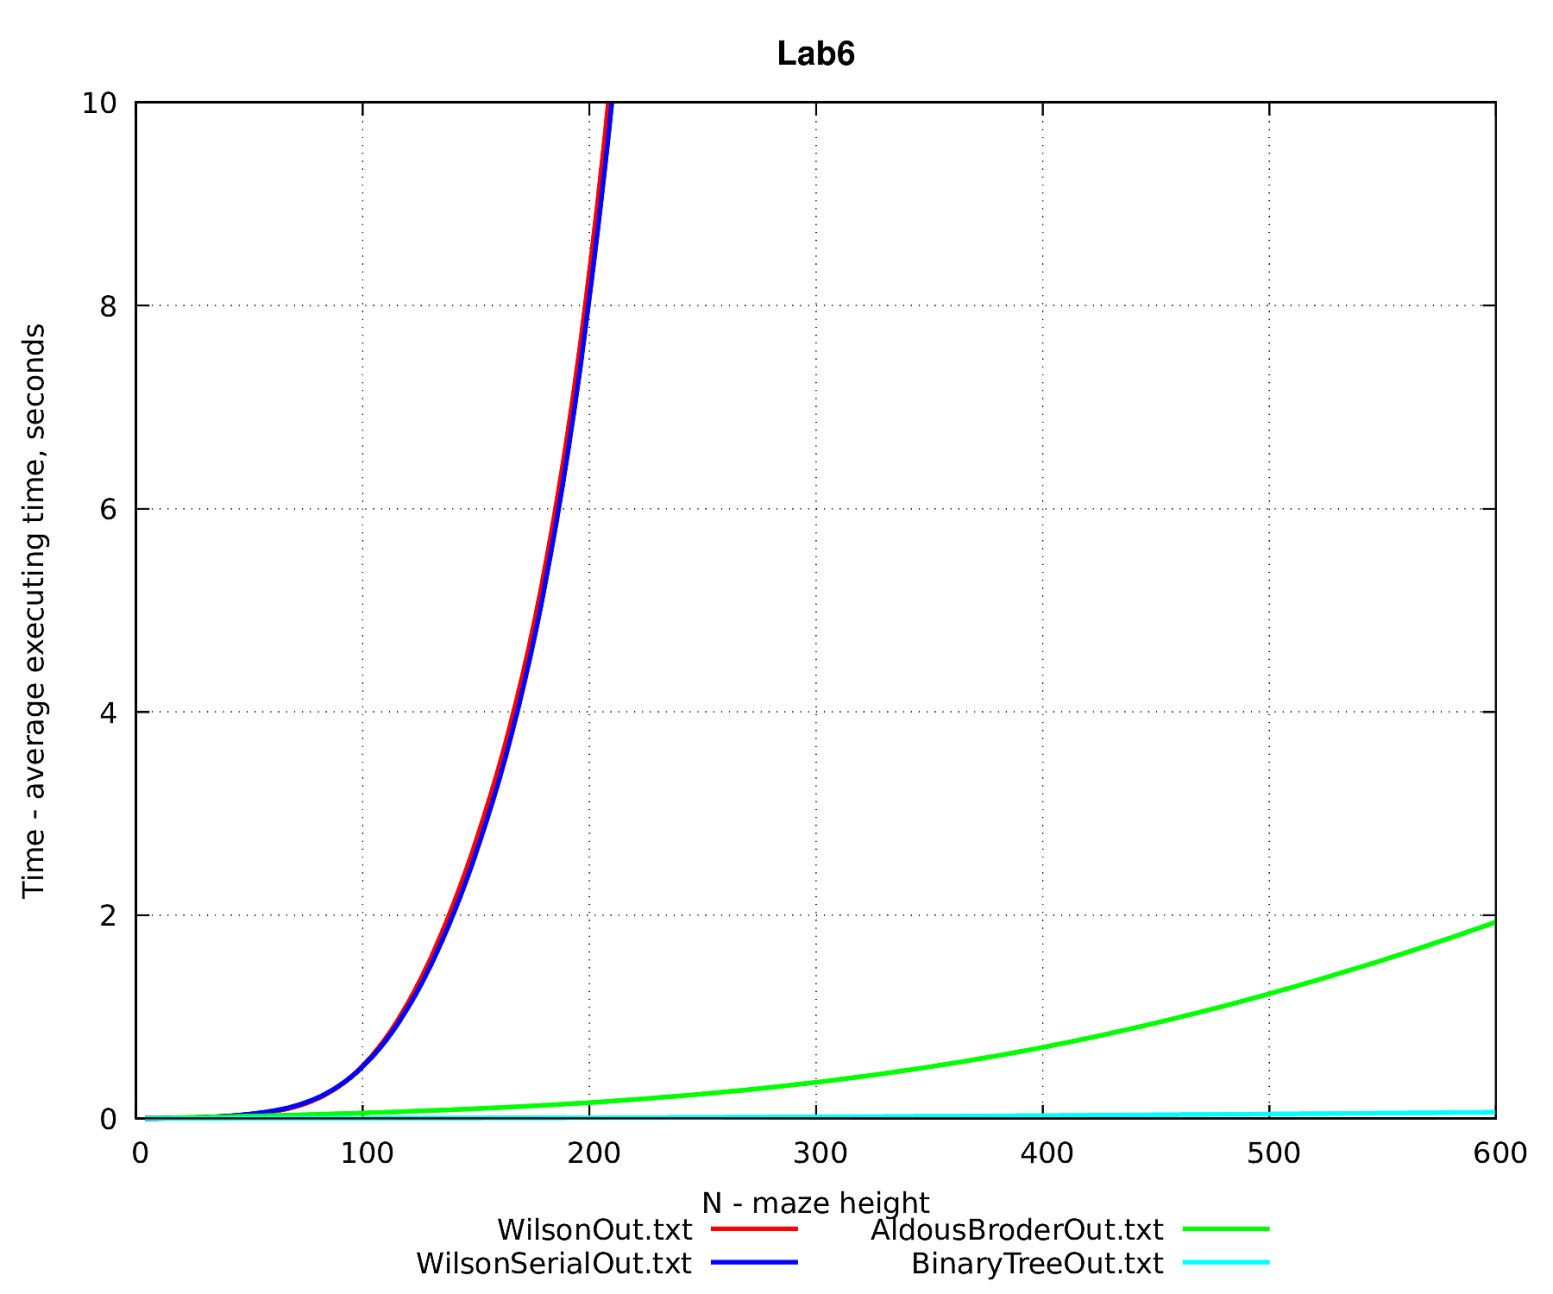 Lab6
10
8
6
4
2
0
Time - average executing time, seconds
0 100 200 300 400 500 600
N - maze height
WilsonOut.txt AldousBroderOut.txt
WilsonSerialOut.txt BinaryTreeOut.txt